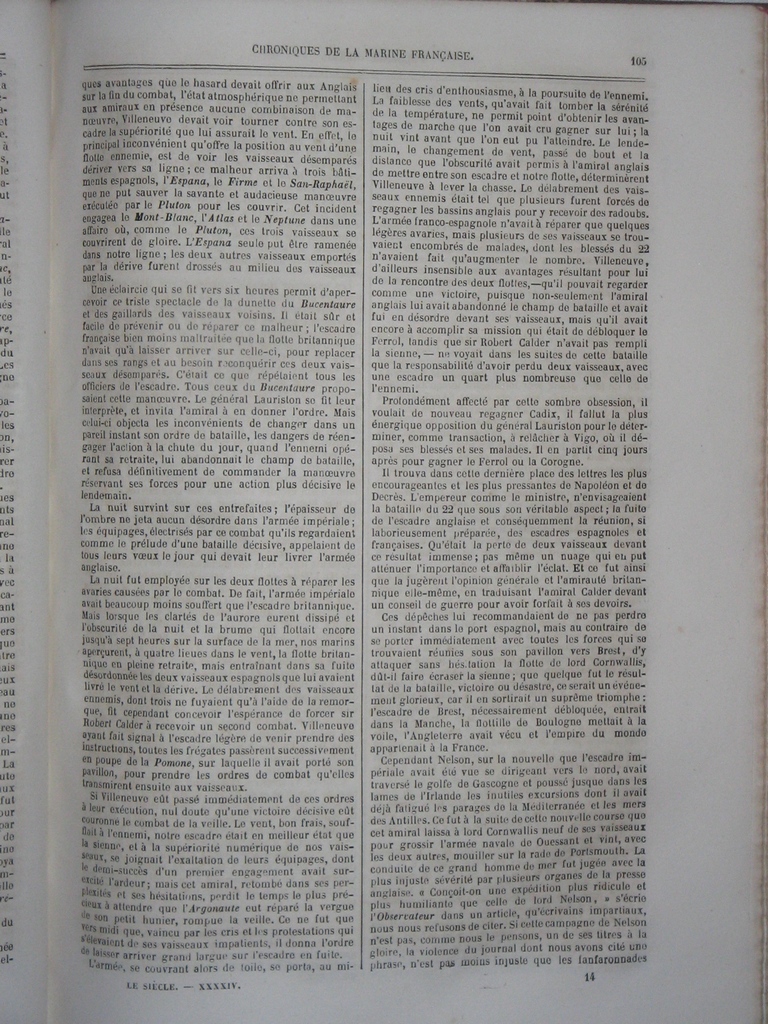 CHRONIQUES DE LA MARINE FRANÇAISE.
105
ques avantages que le hasard devait offrir aux Anglais
sur la fin du combat, l'état atmosphérique ne permettant
aux amiraux en présence aucune combinaison de ma-
nœuvre, Villeneuve devait voir tourner contre son es-
cadre la supériorité que lui assurait le vent. En effet, le
principal inconvénient qu'offre la position au vent d'une
flotte ennemie, est de voir les vaisseaux désemparés
dériver vers sa ligne ; ce malheur arriva à trois bâti-
ments espagnols, l'Espana, le Firme et le San-Raphaël,
que ne put sauver la savante et audacieuse manœuvre
exécutée par le Pluton pour les couvrir. Cet incident
engagea le Mont-Blanc, l'Atlas et le Neptune dans une
affaire où, comme le Pluton, ces trois vaisseaux se
couvrirent de gloire. L'Espana seule put être ramenée
dans notre ligne ; les deux autres vaisseaux emportés
par la dérive furent drossés au milieu des vaisseaux
anglais.
Une éclaircie qui se fit vers six heures permit d'aper-
cevoir ce triste spectacle de la dunette du Bucentaure
et des gaillards des vaisseaux voisins. Il était sûr et
facile de prévenir ou de réparer ce malheur ; l'escadre
française bien moins maltraitée que la flotte britannique
n'avait qu'à laisser arriver sur celle-ci, pour replacer
dans ses rangs et au besoin reconquérir ces deux vais-
seaux désemparés. C'était ce que répétaient tous les
officiers de l'escadre. Tous ceux du Bucentaure propo-
saient cette manœuvre. Le général Lauriston se fit leur
interprète, et invita l'amiral à en donner l'ordre. Mais
celui-ci objecta les inconvénients de changer dans un
pareil instant son ordre de bataille, les dangers de réen-
gager l'action à la chute du jour, quand l'ennemi opé-
rant sa retraite, lui abandonnait le champ de bataille,
et refusa définitivement de commander la manœuvre
réservant ses forces pour une action plus décisive le
lendemain.
La nuit survint sur ces entrefaites ; l'épaisseur de
l'ombre ne jeta aucun désordre dans l'armée impériale ;
les équipages, électrisés par ce combat qu'ils regardaient
comme le prélude d'une bataille décisive, appelaient de
tous leurs vœux le jour qui devait leur livrer l'armée
anglaise.
La nuit fut employée sur les deux flottes à réparer les
avaries causées par le combat. De fait, l'armée impériale
avait beaucoup moins souffert que l'escadre britannique.
Mais lorsque les clartés de l'aurore eurent dissipé et
l'obscurité de la nuit et la brume qui flottait encore
jusqu'à sept heures sur la surface de la mer, nos marins
aperçurent, à quatre lieues dans le vent, la flotte britan-
nique en pleine retraite, mais entraînant dans sa fuite
désordonnée les deux vaisseaux espagnols que lui avaient
livré le vent et la dérive. Le délabrement des vaisseaux
ennemis, dont trois ne fuyaient qu'à l'aide de la remor-
que, fit cependant concevoir l'espérance de forcer sir
Robert Calder à recevoir un second combat. Villeneuve
ayant fait signal à l'escadre légère de venir prendre des
instructions, toutes les frégates passèrent successivement
en poupe de la Pomone, sur laquelle il avait porté son
pavillon, pour prendre les ordres de combat qu'elles
transmirent ensuite aux vaisseaux.
Si Villeneuve eût passé immédiatement de ces ordres
à leur exécution, nul doute qu'une victoire décisive eût
couronné le combat de la veille. Le vent, bon frais, souf-
flait à l'ennemi, notre escadre était en meilleur état que
la sienne, et à la supériorité numérique de nos vais-
seaux, se joignait l'exaltation de leurs équipages, dont
le demi-succès d'un premier engagement avait sur-
excité l'ardeur ; mais cet amiral, retombé dans ses per-
plexités et ses hésitations, perdit le temps le plus pré-
cieux à attendre que l'Argonaute eut réparé la vergue
de son petit hunier, rompue la veille. Ce ne fut que
vers midi que, vaincu par les cris et les protestations qui
s'élevaient de ses vaisseaux impatients, il donna l'ordre
de laisser arriver grand largue sur l'escadre en fuite.
L'armée, se couvrant alors de toile, se porta, au mi-
LE SIÈCLE. — XXXXIV.
lieu des cris d'enthousiasme, à la poursuite de l'ennemi.
La faiblesse des vents, qu'avait fait tomber la sérénité
de la température, ne permit point d'obtenir les avan-
tages de marche que l'on avait cru gagner sur lui ; la
nuit vint avant que l'on eut pu l'atteindre. Le lende-
main, le changement de vent, passé de bout et la
distance que l'obscurité avait permis à l'amiral anglais
de mettre entre son escadre et notre flotte, déterminèrent
Villeneuve à lever la chasse. Le délabrement des vais-
seaux ennemis était tel que plusieurs furent forcés de
regagner les bassins anglais pour y recevoir des radoubs.
L'armée franco-espagnole n'avait à réparer que quelques
légères avaries, mais plusieurs de ses vaisseaux se trou-
vaient encombrés de malades, dont les blessés du 22
n'avaient fait qu'augmenter le nombre. Villeneuve,
d'ailleurs insensible aux avantages résultant pour lui
de la rencontre des deux flottes,—qu'il pouvait regarder
comme une victoire, puisque non-seulement l'amiral
anglais lui avait abandonné le champ de bataille et avait
fui en désordre devant ses vaisseaux, mais qu'il avait
encore à accomplir sa mission qui était de débloquer le
Ferrol, tandis que sir Robert Calder n'avait pas rempli
la sienne, — ne voyait dans les suites de cette bataille
que la responsabilité d'avoir perdu deux vaisseaux, avec
une escadre un quart plus nombreuse que celle de
l'ennemi.
Profondément affecté par cette sombre obsession, il
voulait de nouveau regagner Cadix, il fallut la plus
énergique opposition du général Lauriston pour le déter-
miner, comme transaction, à relâcher à Vigo, où il dé-
posa ses blessés et ses malades. Il en partit cinq jours
après pour gagner le Ferrol ou la Corogne.
Il trouva dans cette dernière place des lettres les plus
encourageantes et les plus pressantes de Napoléon et de
Decrès. L'empereur comme le ministre, n'envisageaient
la bataille du 22 que sous son véritable aspect ; la fuite
de l'escadre anglaise et conséquemment la réunion, si
laborieusement préparée, des escadres espagnoles et
françaises. Qu'était la perte de deux vaisseaux devant
ce résultat immense ; pas même un nuage qui en put
atténuer l'importance et affaiblir l'éclat. Et ce fut ainsi
que la jugèrent l'opinion générale et l'amirauté britan-
nique elle-même, en traduisant l'amiral Calder devant
un conseil de guerre pour avoir forfait à ses devoirs.
Ces dépêches lui recommandaient de ne pas perdre
un instant dans le port espagnol, mais au contraire de
se porter immédiatement avec toutes les forces qui se
trouvaient réunies sous son pavillon vers Brest, d'y
attaquer sans hésitation la flotte de lord Cornwallis,
dût-il faire écraser la sienne ; que quelque fut le résul-
tat de la bataille, victoire ou désastre, ce serait un événe-
ment glorieux, car il en sortirait un suprême triomphe :
l'escadre de Brest, nécessairement débloquée, entrait
dans la Manche, la flottille de Boulogne mettait à la
voile, l'Angleterre avait vécu et l'empire du monde
appartenait à la France.
Cependant Nelson, sur la nouvelle que l'escadre im-
périale avait été vue se dirigeant vers le nord, avait
traversé le golfe de Gascogne et poussé jusque dans les
lames de l'Irlande les inutiles excursions dont il avait
déjà fatigué les parages de la Méditerranée et les mers
des Antilles. Ce fut à la suite de cette nouvelle course que
cet amiral laissa à lord Cornwallis neuf de ses vaisseaux
pour grossir l'armée navale de Ouessant et vint, avec
les deux autres, mouiller sur la rade de Portsmouth. La
conduite de ce grand homme de mer fut jugée avec la
plus injuste sévérité par plusieurs organes de la presse
anglaise. « Conçoit-on une expédition plus ridicule et
plus humiliante que celle de lord Nelson, » s'écrie
l'Observateur dans un article, qu'écrivains impartiaux,
nous nous refusons de citer. Si cette campagne de Nelson
n'est pas, comme nous le pensons, un de ses titres à la
gloire, la violence du journal dont nous avons cité une
phrase, n'est pas moins injuste que les fanfaronnades
14